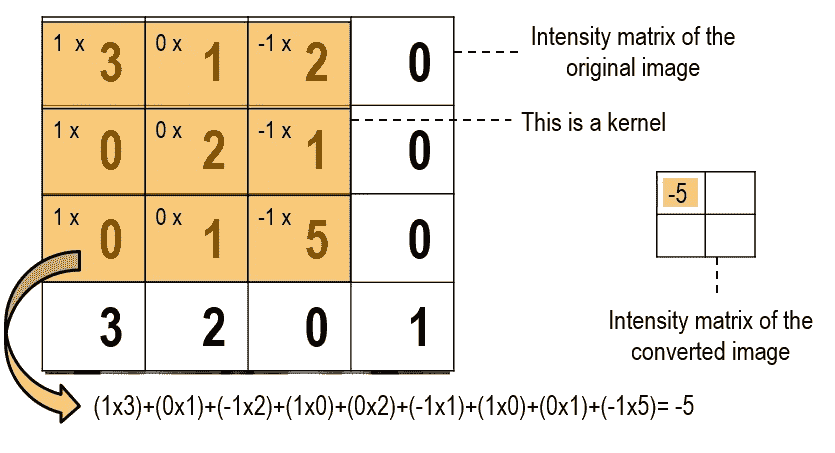 1 x 3 0 x 1 -1 x 2 0
Intensity matrix of the
original image
This is a kernel
1 x 0 0 x 2 -1 x 1 0
-5
1 x 0 0 x 1 -1 x 5 0
3 2 0 1
Intensity matrix of the
converted image
(1x3)+(0x1)+(-1x2)+(1x0)+(0x2)+(-1x1)+(1x0)+(0x1)+(-1x5)= -5